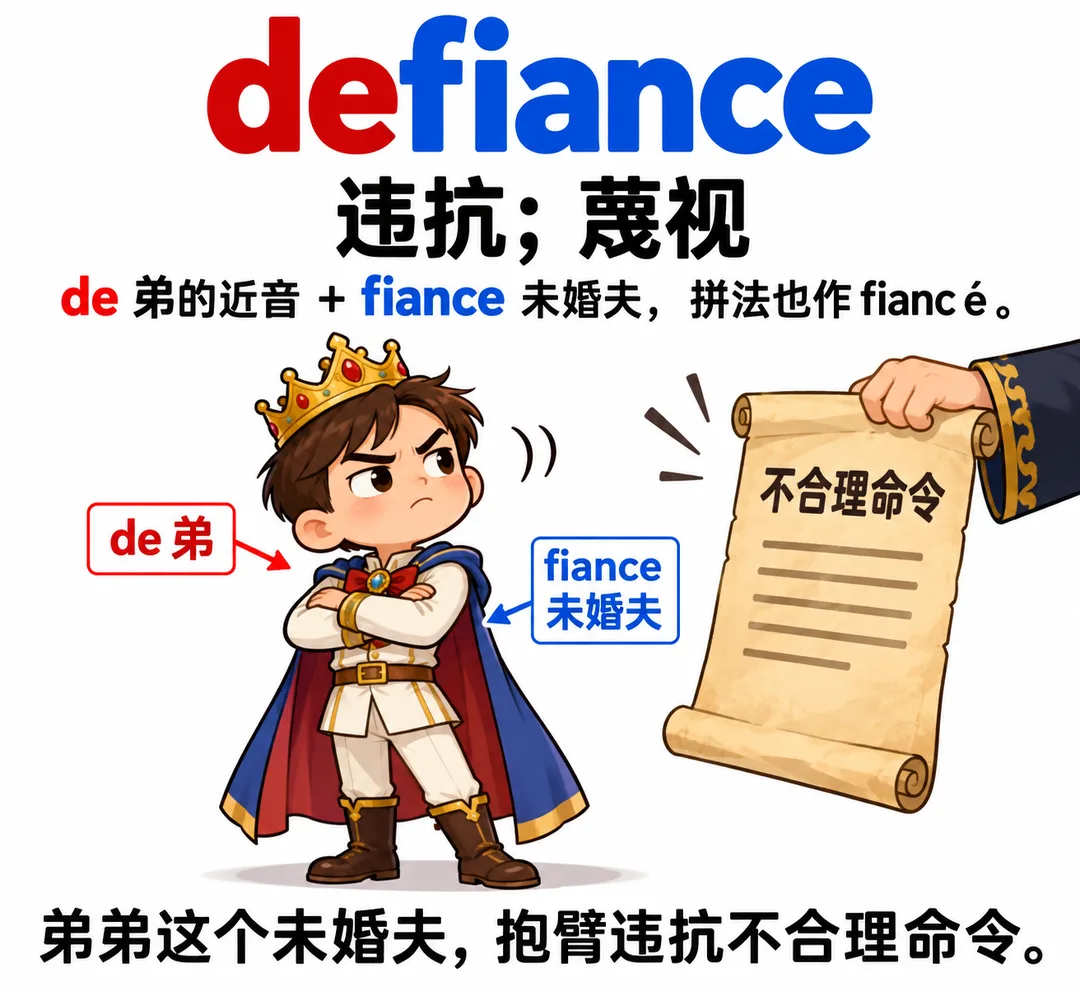 defiance
违抗；蔑视
de 弟的近音 + fiance 未婚夫，拼法也作 fiancé。
不合理命令
de 弟
fiance
未婚夫
弟弟这个未婚夫，抱臂违抗不合理命令。